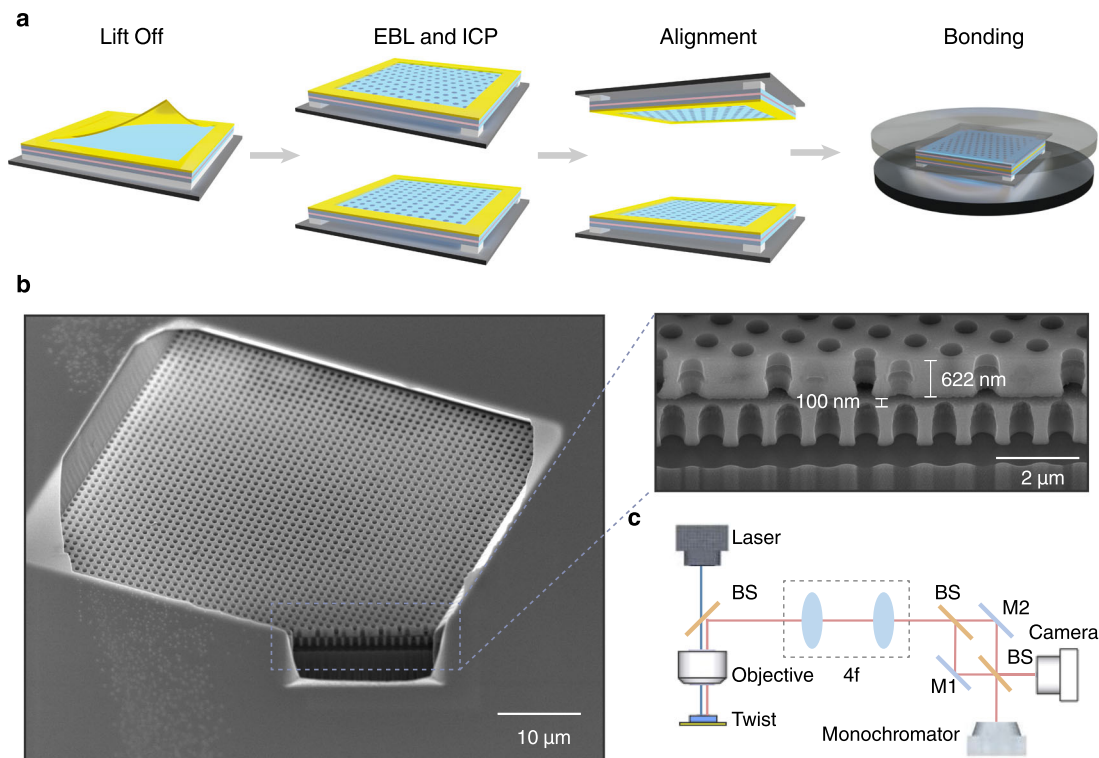 a
Lift Off
EBL and ICP
Alignment
Bonding
b
622 nm
100 nm
2 μm
10 μm
c
Laser
BS
BS
M2
Camera
BS
Objective
4f
M1
Twist
Monochromator